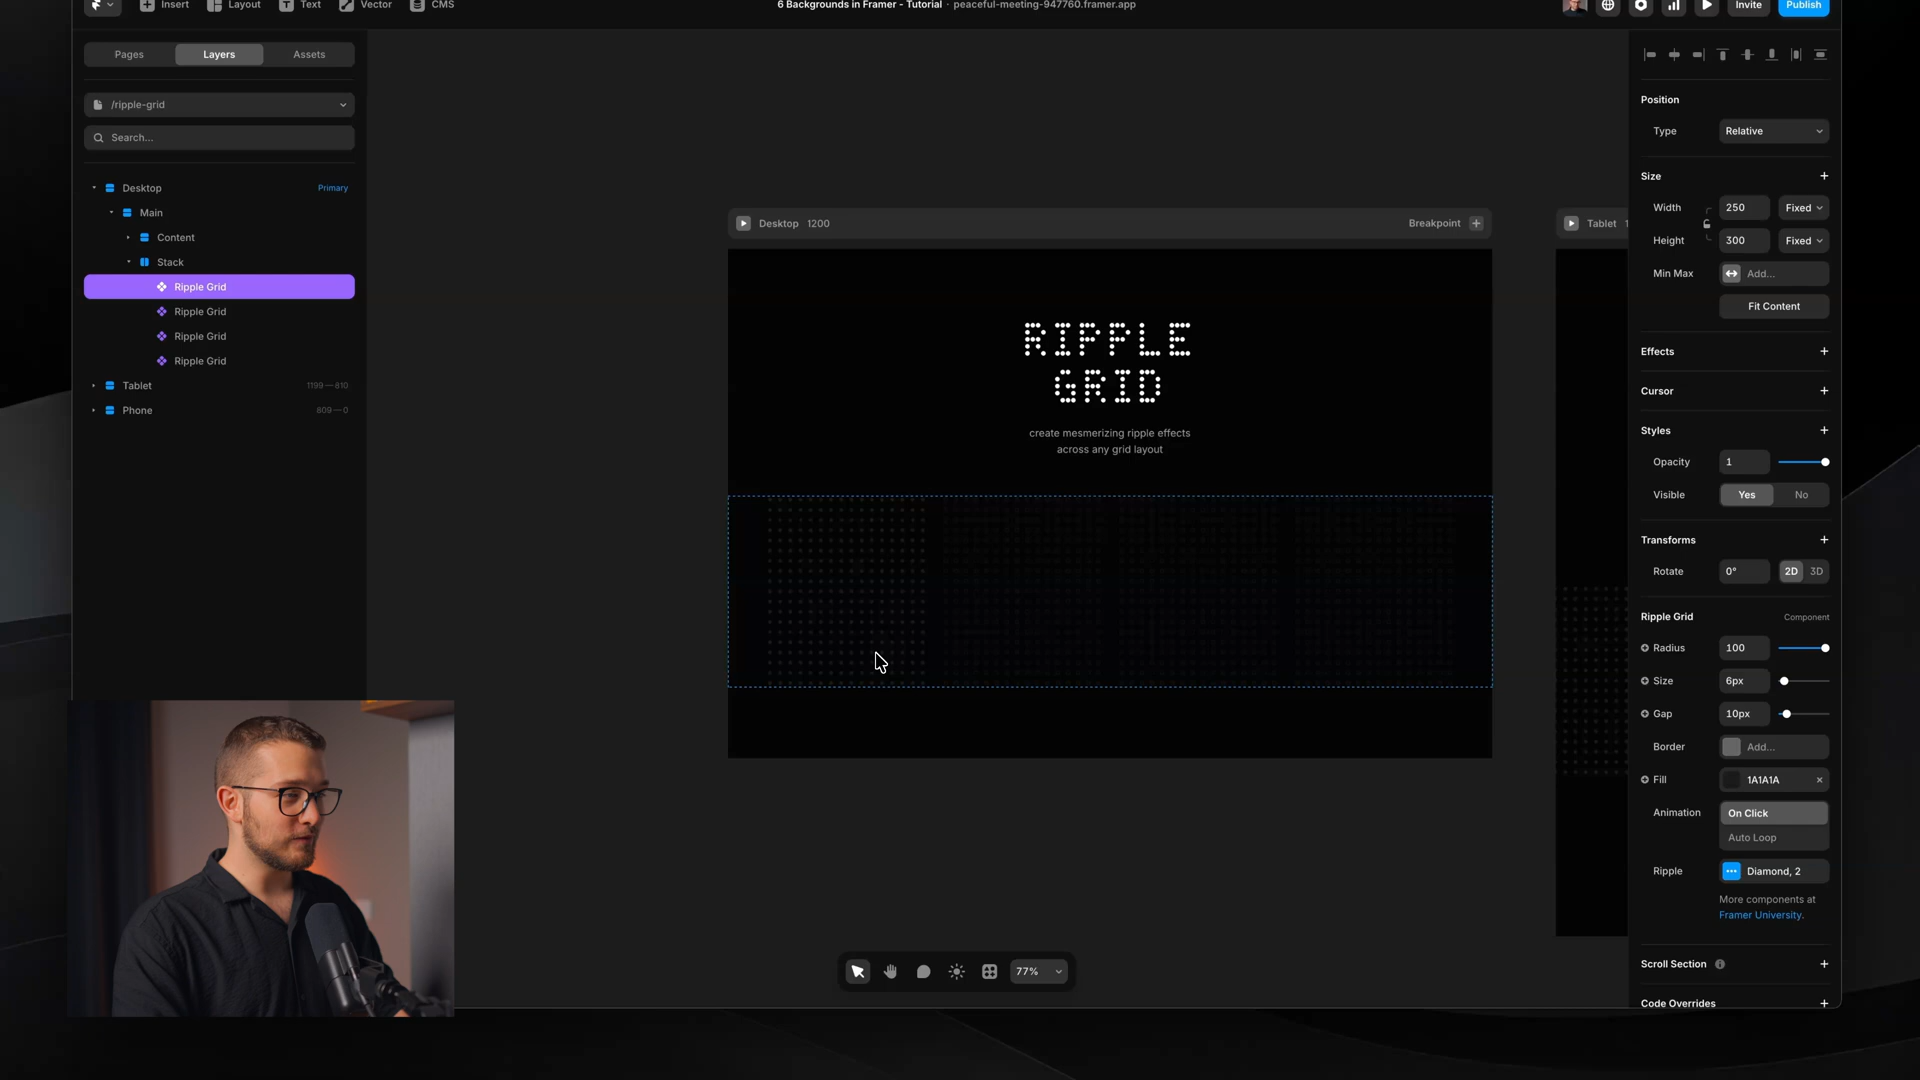 Insert
Layout
Text
Vector
CMS
6 Backgrounds in Framer - Tutorial · peaceful-meeting-947760.framer.app
Invite
Publish
Pages
Layers
Assets
/ripple-grid
Search...
Desktop
Primary
Main
Content
Stack
Ripple Grid
Ripple Grid
Ripple Grid
Ripple Grid
Tablet
1199—810
Phone
809—0
Desktop 1200
Breakpoint
Tablet
RIPPLE
GRID
create mesmerizing ripple effects
across any grid layout
77%
Position
Type
Relative
Size
Width
250
Fixed
Height
300
Fixed
Min Max
Add...
Fit Content
Effects
Cursor
Styles
Opacity
1
Visible
Yes
No
Transforms
Rotate
0°
2D
3D
Ripple Grid
Component
Radius
100
Size
6px
Gap
10px
Border
Add...
Fill
1A1A1A
Animation
On Click
Auto Loop
Ripple
Diamond, 2
More components at
Framer University.
Scroll Section
Code Overrides